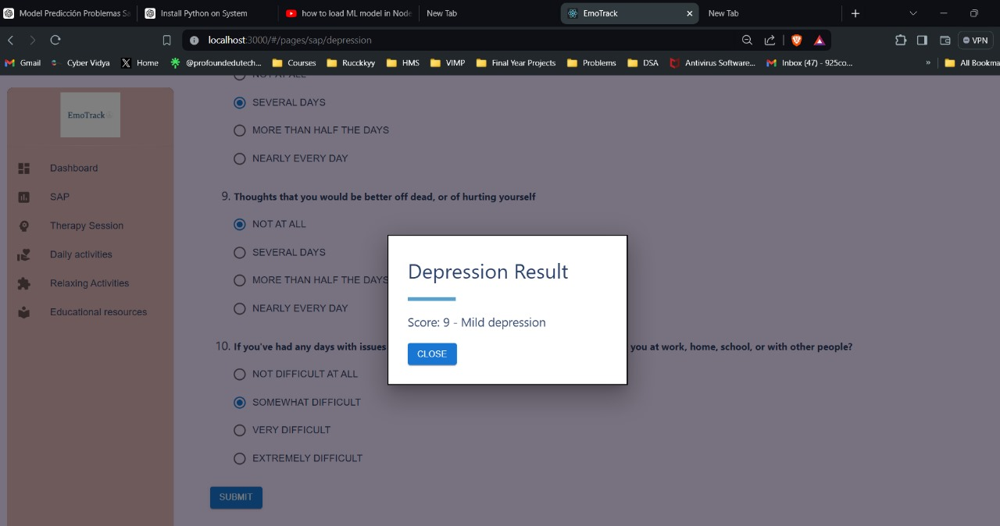 Model Predicción Problemas Sa
Install Python on System
how to load ML model in Node
New Tab
EmoTrack
New Tab
localhost:3000/#/pages/sap/depression
VPN
Gmail
Cyber Vidya
Home
@profoundedutech...
Courses
Rucckkyy
HMS
VIMP
Final Year Projects
Problems
DSA
Antivirus Software...
Inbox (47) - 925co...
»
All Bookma
EmoTrack
Dashboard
SAP
Therapy Session
Daily activities
Relaxing Activities
Educational resources
NOT AT ALL
SEVERAL DAYS
MORE THAN HALF THE DAYS
NEARLY EVERY DAY
9. Thoughts that you would be better off dead, or of hurting yourself
NOT AT ALL
SEVERAL DAYS
MORE THAN HALF THE DAYS
NEARLY EVERY DAY
10. If you've had any days with issues
you at work, home, school, or with other people?
NOT DIFFICULT AT ALL
SOMEWHAT DIFFICULT
VERY DIFFICULT
EXTREMELY DIFFICULT
SUBMIT
Depression Result
Score: 9 - Mild depression
CLOSE